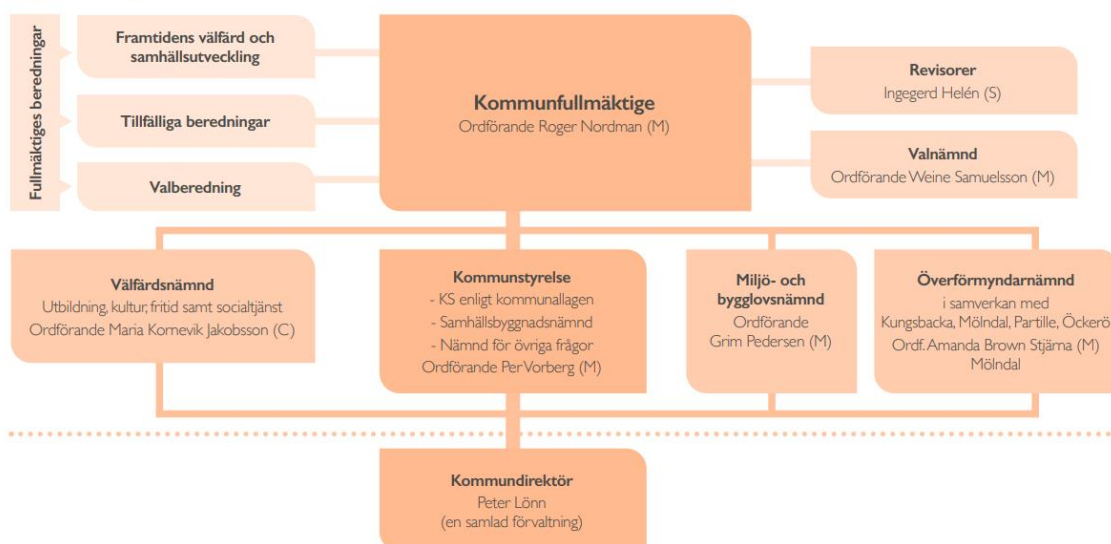 Fullmäktiges beredningar
Framtidens välfärd och
samhällsutveckling
Tillfälliga beredningar
Valberedning
Kommunfullmäktige
Ordförande Roger Nordman (M)
Revisorer
Ingegerd Helén (S)
Valnämnd
Ordförande Weine Samuelsson (M)
Välfärdsnämnd
Utbildning, kultur, fritid samt socialtjänst
Ordförande Maria Kornevik Jakobsson (C)
Kommunstyrelse
- KS enligt kommunallagen
- Samhällsbyggnadsnämnd
- Nämnd för övriga frågor
Ordförande Per Vorberg (M)
Miljö- och
bygglovsnämnd
Ordförande
Grim Pedersen (M)
Överförmyndarnämnd
i samverkan med
Kungsbacka, Mölndal, Partille, Öckerö
Ordf. Amanda Brown Stjärna (M)
Mölndal
Kommundirektör
Peter Lönn
(en samlad förvaltning)